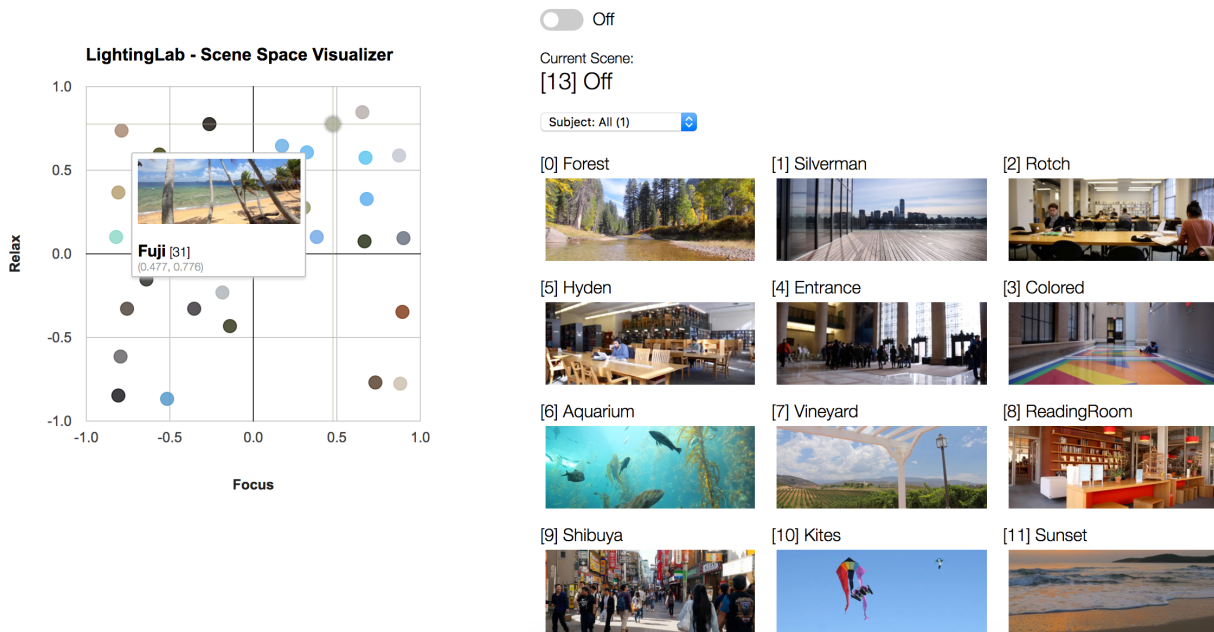 Off
LightingLab - Scene Space Visualizer
Current Scene:
[13] Off
Subject: All (1)
1.0
0.5
0.0
-0.5
-1.0
-1.0
-0.5
0.0
0.5
1.0
Relax
Focus
Fuji [31]
(0.477, 0.776)
[0] Forest
[1] Silverman
[2] Rotch
[5] Hyden
[4] Entrance
[3] Colored
[6] Aquarium
[7] Vineyard
[8] ReadingRoom
[9] Shibuya
[10] Kites
[11] Sunset